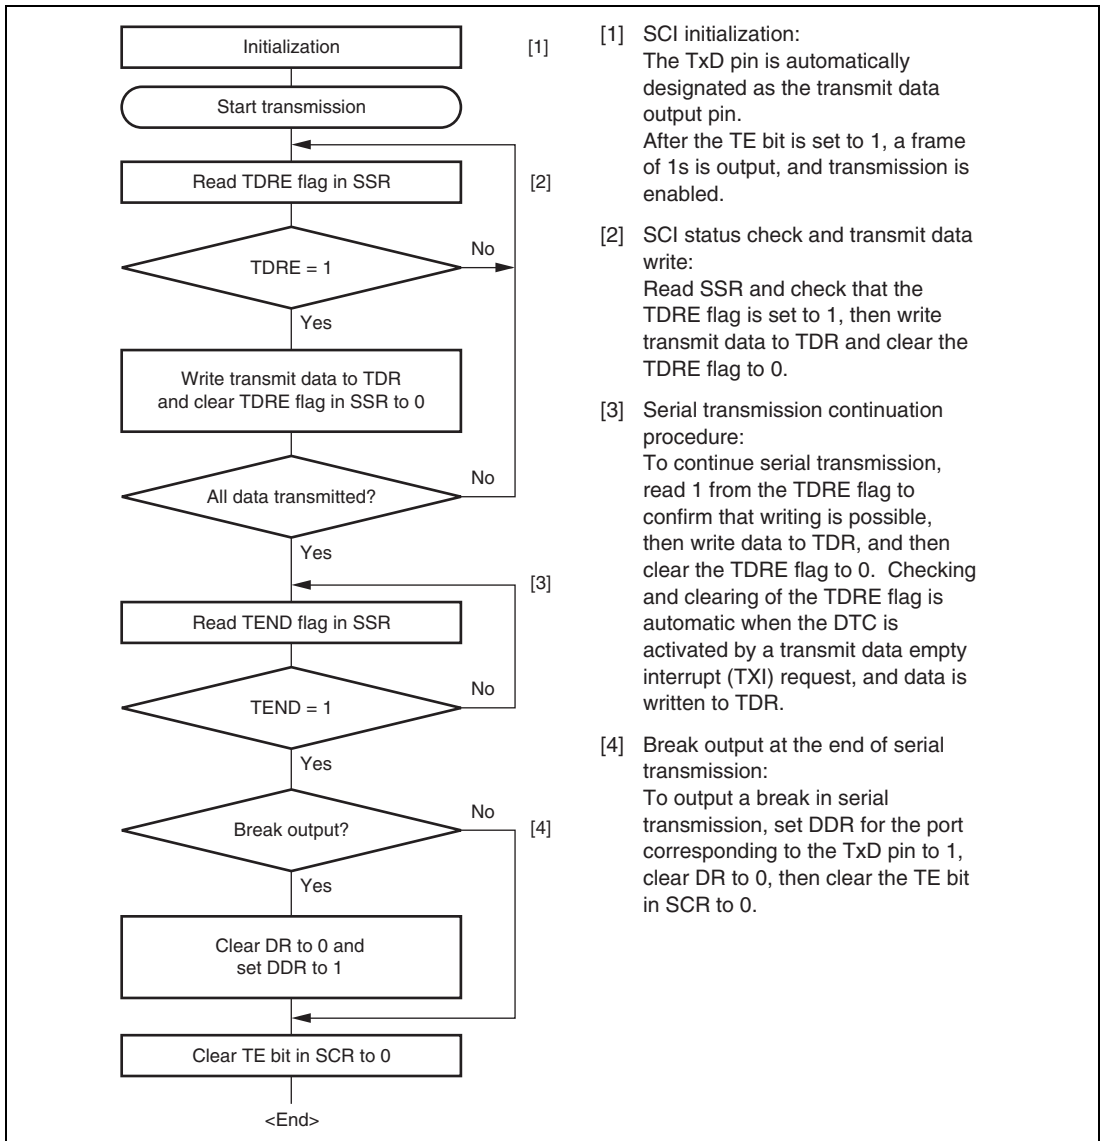 Initialization
[1]
Start transmission
Read TDRE flag in SSR
[2]
TDRE = 1
No
Yes
Write transmit data to TDR
and clear TDRE flag in SSR to 0
All data transmitted?
No
Yes
[3]
Read TEND flag in SSR
TEND = 1
No
Yes
Break output?
No
[4]
Yes
Clear DR to 0 and
set DDR to 1
Clear TE bit in SCR to 0
<End>
[1] SCI initialization:
The TxD pin is automatically
designated as the transmit data
output pin.
After the TE bit is set to 1, a frame
of 1s is output, and transmission is
enabled.
[2] SCI status check and transmit data
write:
Read SSR and check that the
TDRE flag is set to 1, then write
transmit data to TDR and clear the
TDRE flag to 0.
[3] Serial transmission continuation
procedure:
To continue serial transmission,
read 1 from the TDRE flag to
confirm that writing is possible,
then write data to TDR, and then
clear the TDRE flag to 0. Checking
and clearing of the TDRE flag is
automatic when the DTC is
activated by a transmit data empty
interrupt (TXI) request, and data is
written to TDR.
[4] Break output at the end of serial
transmission:
To output a break in serial
transmission, set DDR for the port
corresponding to the TxD pin to 1,
clear DR to 0, then clear the TE bit
in SCR to 0.